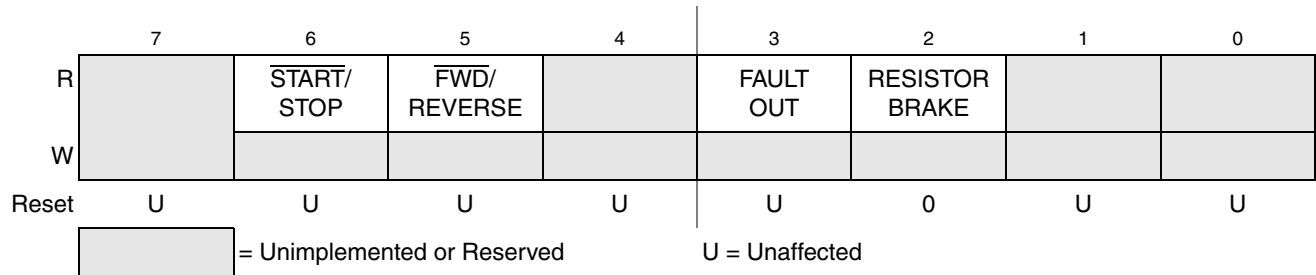 7 6 5 4 3 2 1 0
R START/ STOP FWD/ REVERSE FAULT OUT RESISTOR BRAKE
W
Reset U U U U U 0 U U
= Unimplemented or Reserved U = Unaffected